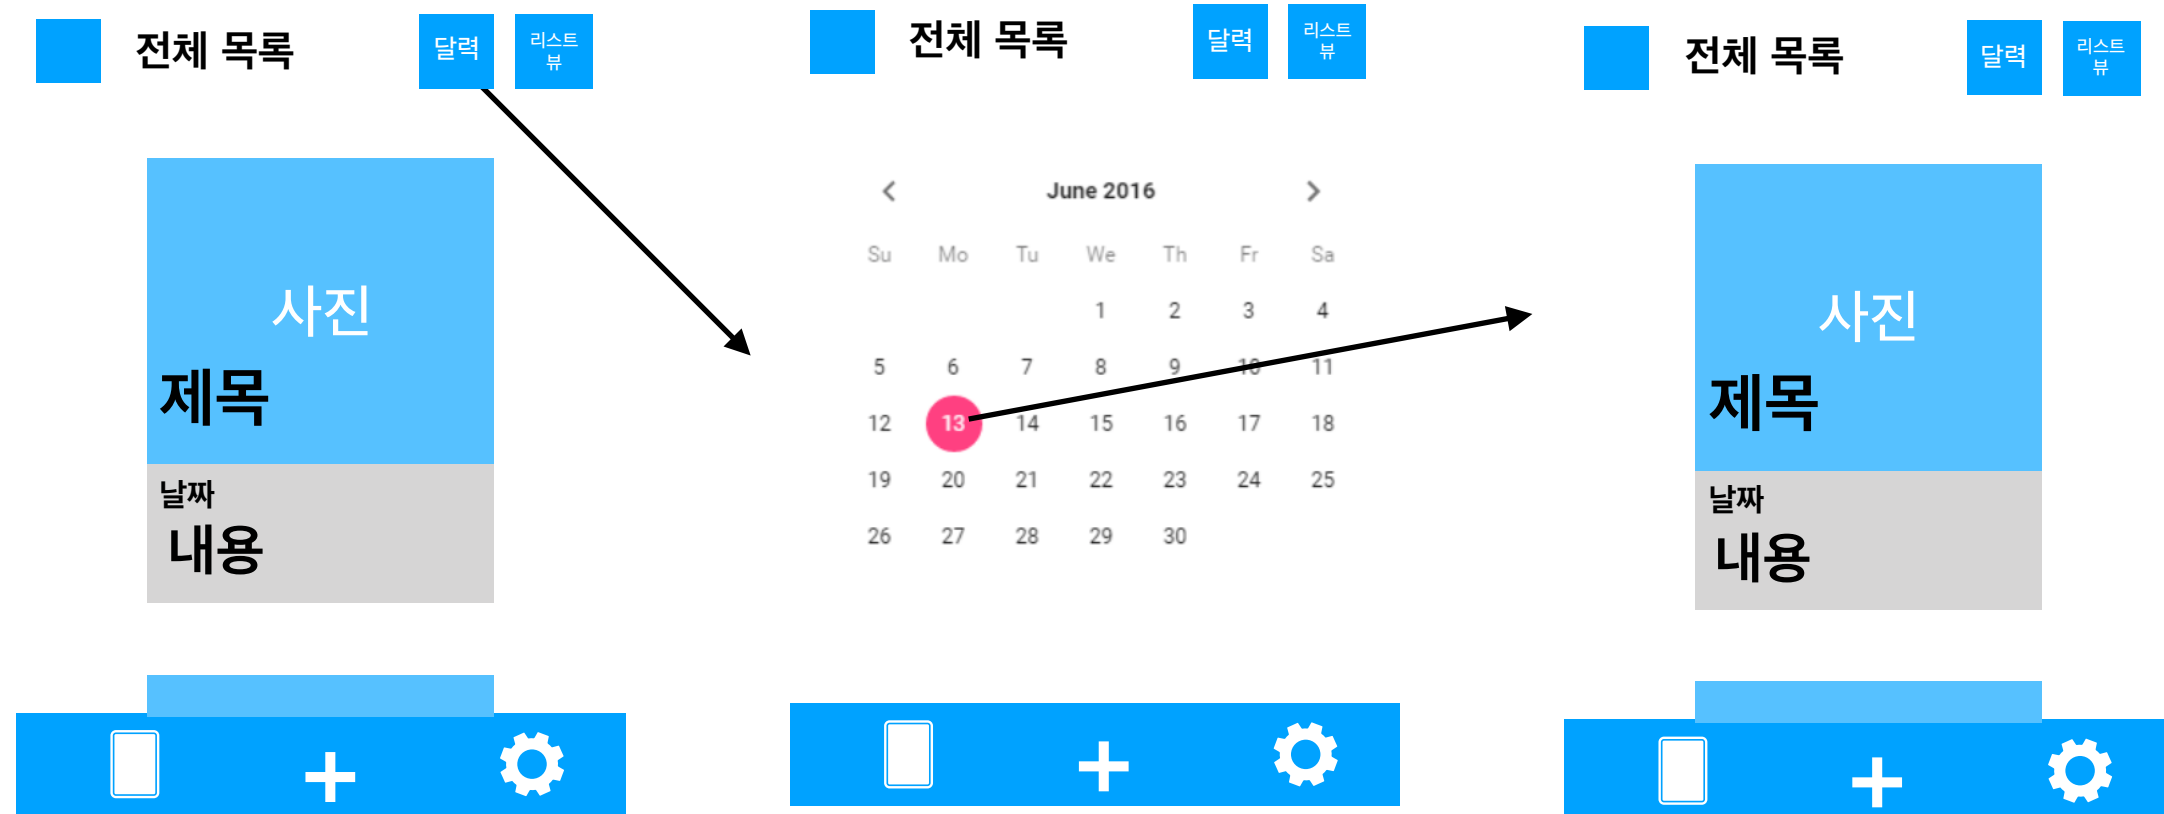 전체 목록
달력
리스트
뷰
사진
제목
날짜
내용
+
전체 목록
달력
리스트
뷰
June 2016
Su Mo Tu We Th Fr Sa
1 2 3 4
5 6 7 8 9 10 11
12 13 14 15 16 17 18
19 20 21 22 23 24 25
26 27 28 29 30
+
전체 목록
달력
리스트
뷰
사진
제목
날짜
내용
+